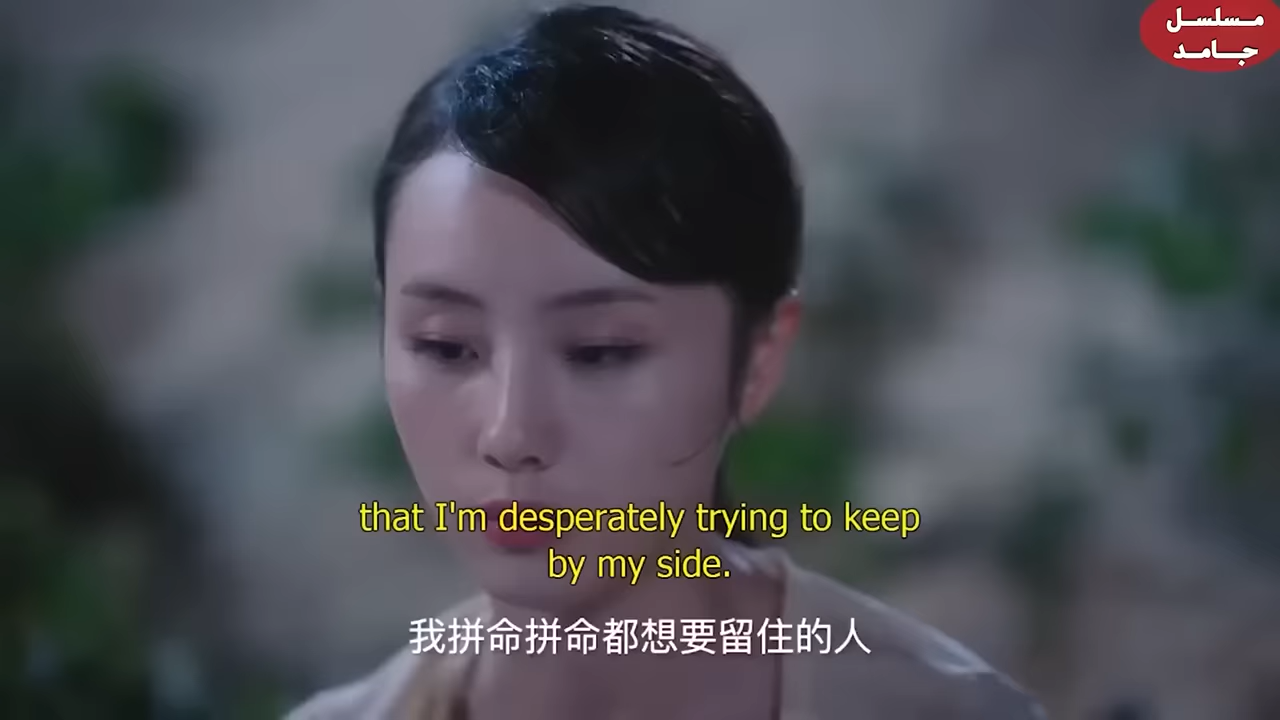 مسلسل
جامد
that I'm desperately trying to keep
by my side.
我拼命拼命都想要留住的人